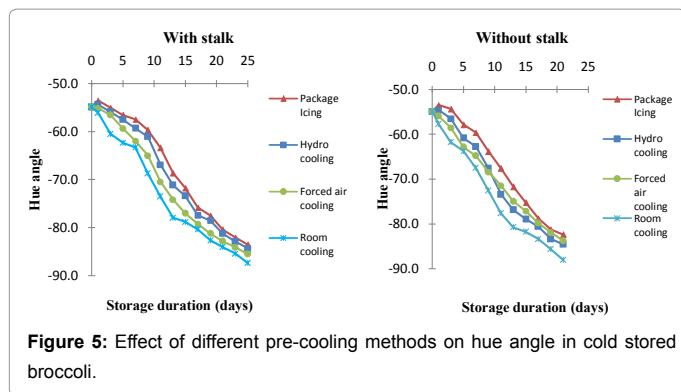 With stalk
0 5 10 15 20 25
-50.0
-60.0
-70.0
-80.0
-90.0
Hue angle
Storage duration (days)
Package
Icing
Hydro
cooling
Forced air
cooling
Room
cooling
Without stalk
0 5 10 15 20 25
-50.0
-60.0
-70.0
-80.0
-90.0
Hue angle
Storage duration (days)
Package
Icing
Hydro
cooling
Forced
air
cooling
Room
cooling
Figure 5: Effect of different pre-cooling methods on hue angle in cold stored
broccoli.